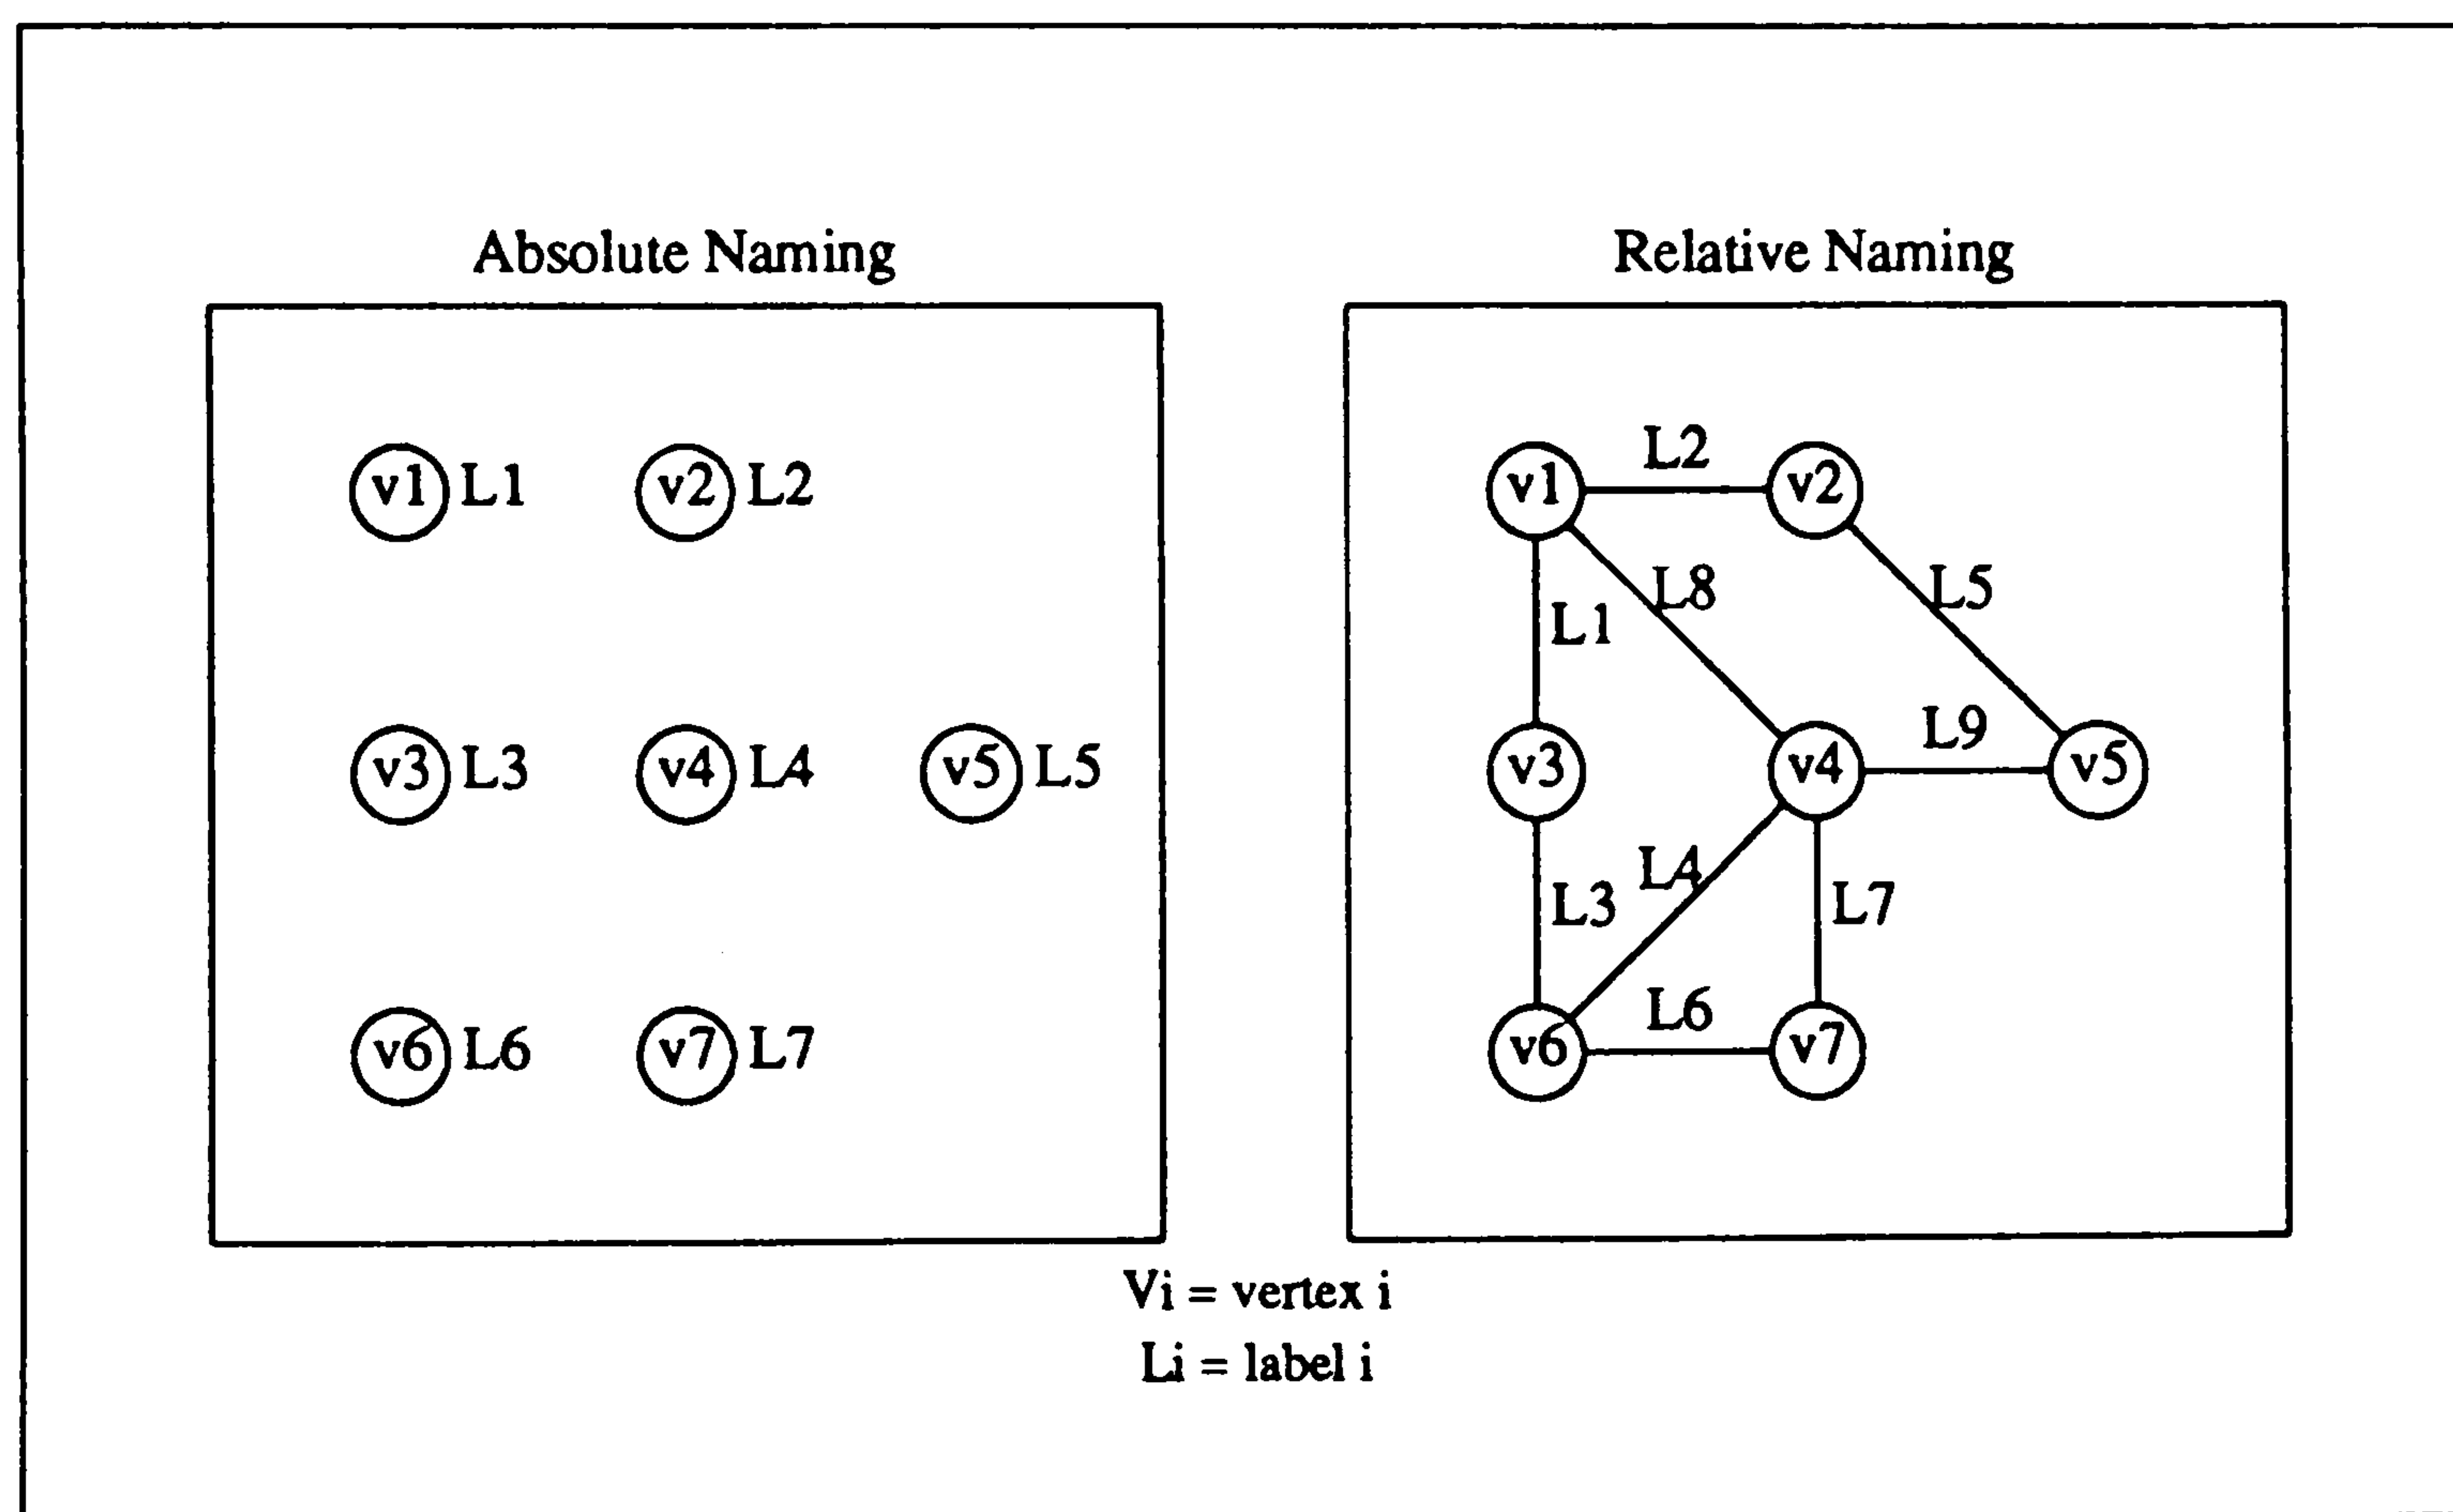 Absolute Naming
v1 L1 v2 L2
v3 L3 v4 L4 v5 L5
v6 L6 v7 L7
Relative Naming
v1 L2 v2
L8 L5
L1
L9
v3 v4 v5
L4
L3 L7
L6
v6 v7
Vi = vertex i
Li = label i